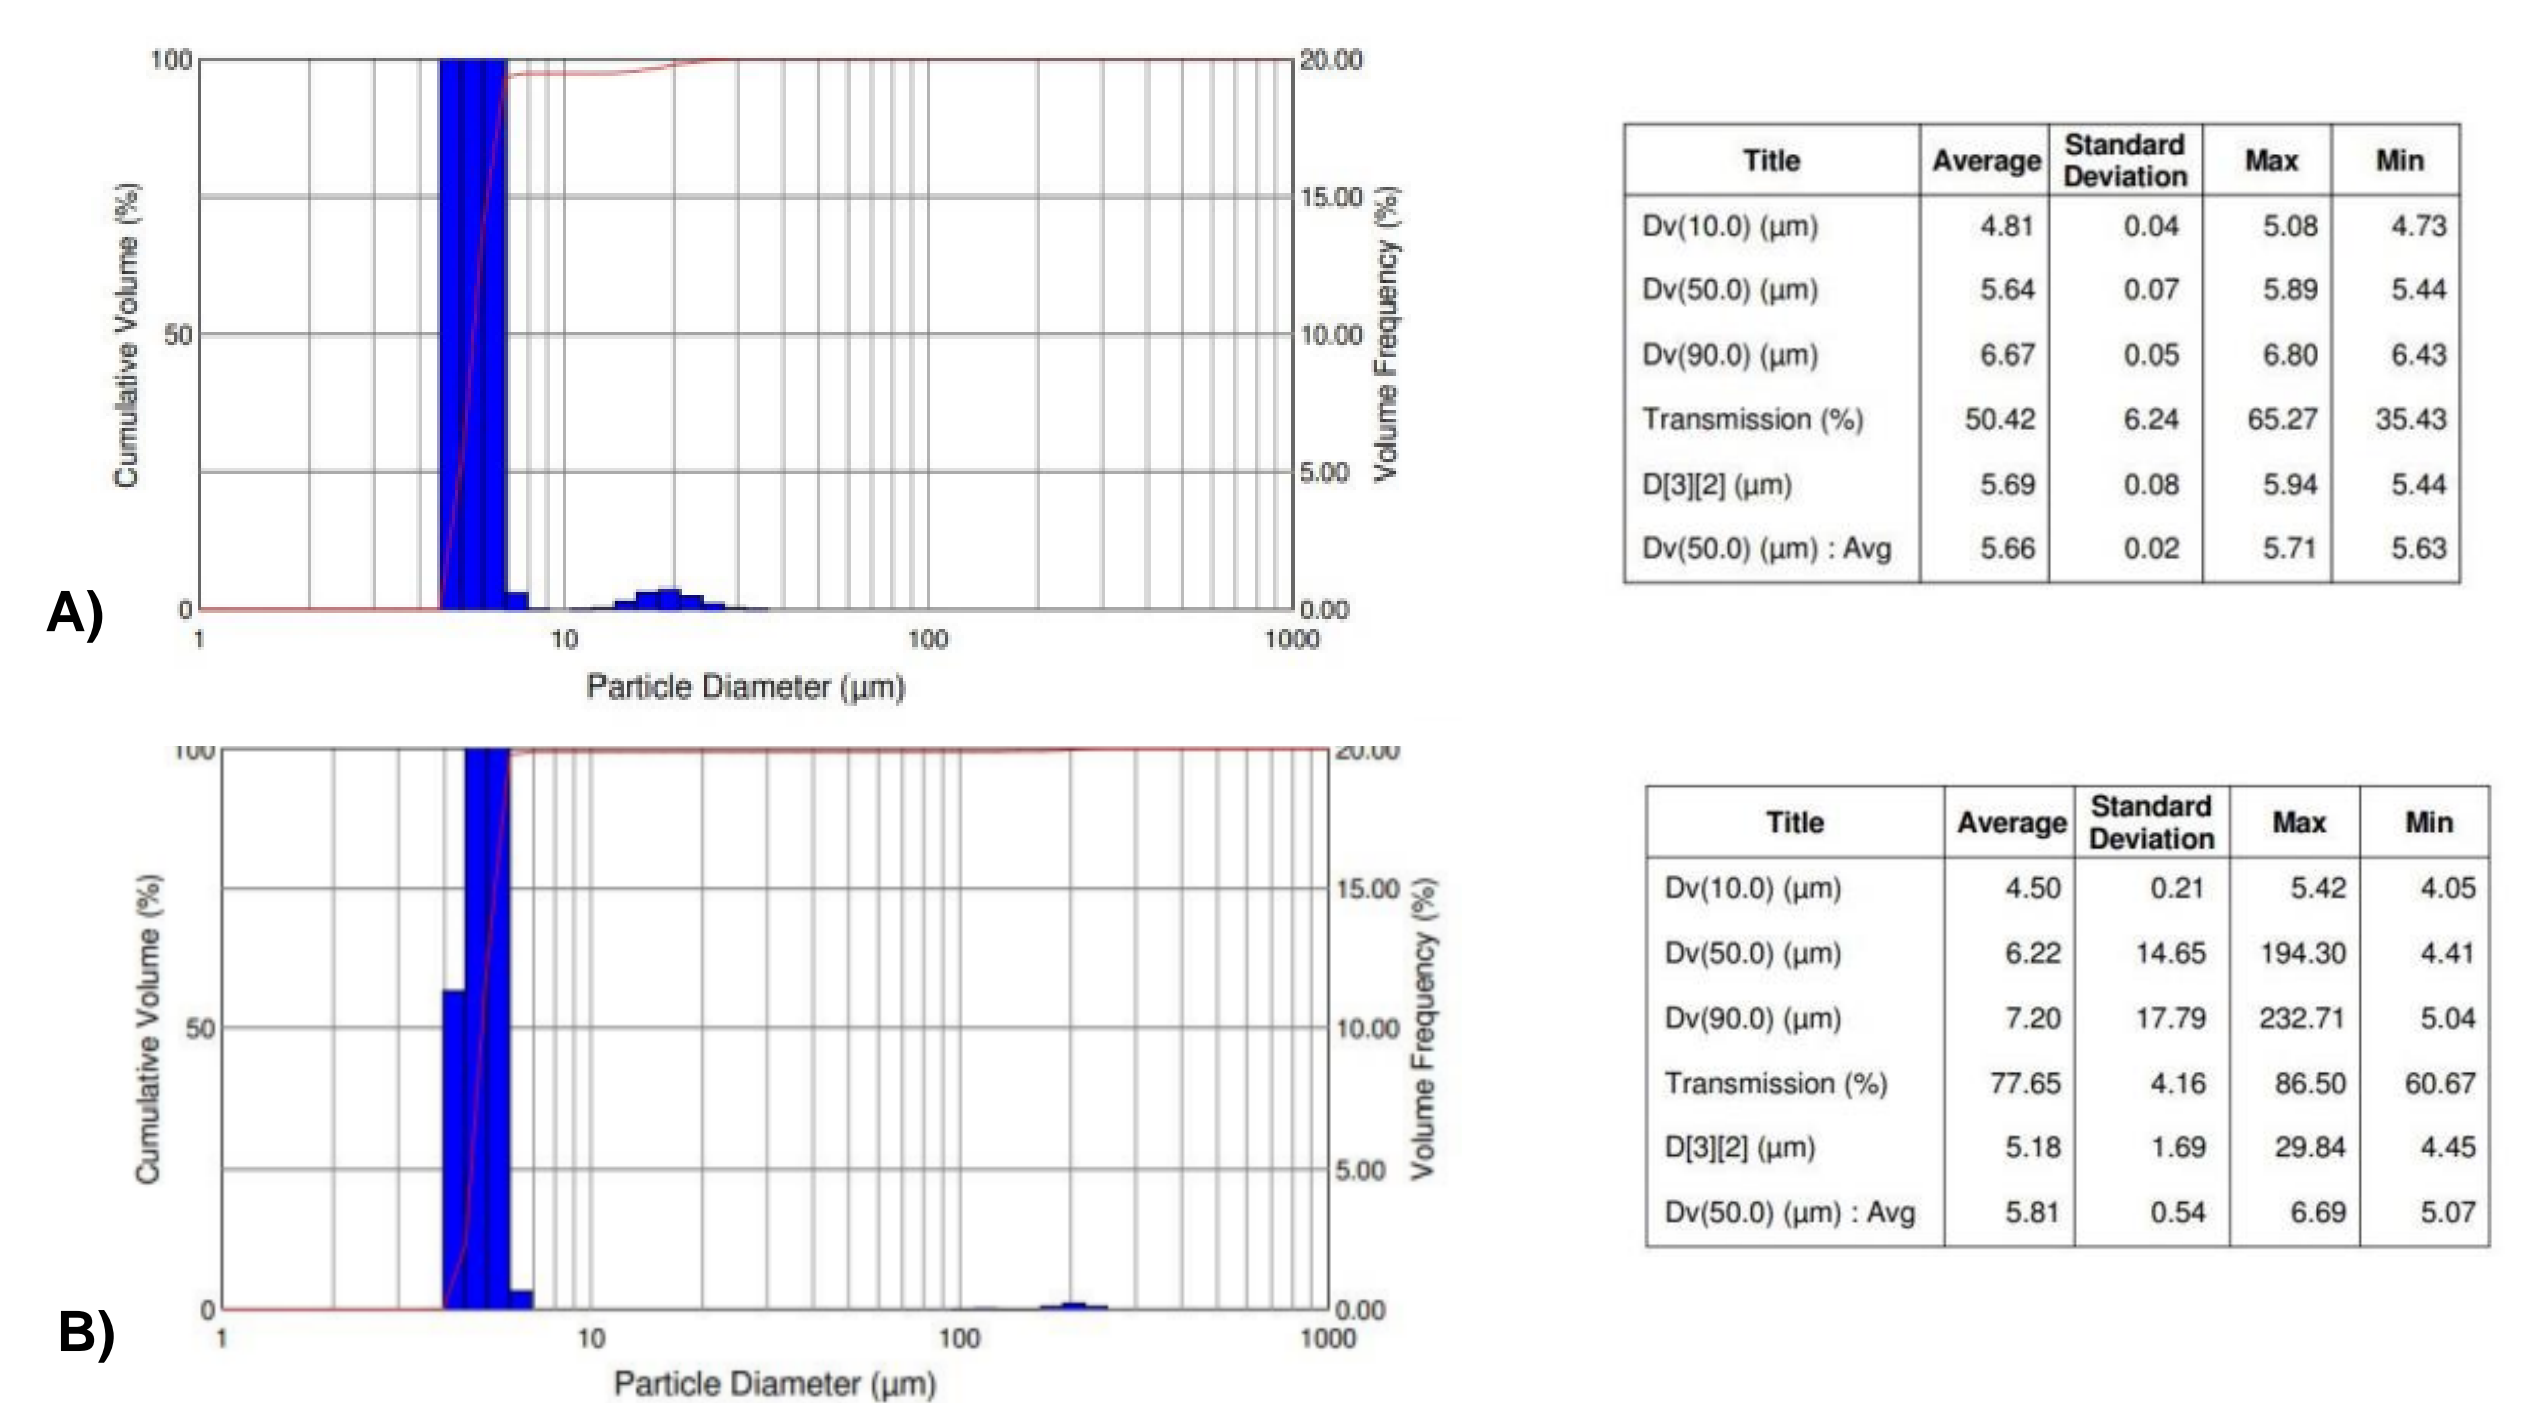 100
20.00
15.00
50
10.00
5.00
0
0.00
Cumulative Volume (%)
Volume Frequency (%)
1
10
100
1000
Particle Diameter (µm)
A)
Title Average Standard Deviation Max Min
Dv(10.0) (µm) 4.81 0.04 5.08 4.73
Dv(50.0) (µm) 5.64 0.07 5.89 5.44
Dv(90.0) (µm) 6.67 0.05 6.80 6.43
Transmission (%) 50.42 6.24 65.27 35.43
D[3][2] (µm) 5.69 0.08 5.94 5.44
Dv(50.0) (µm) : Avg 5.66 0.02 5.71 5.63
100
20.00
15.00
50
10.00
5.00
0
0.00
Cumulative Volume (%)
Volume Frequency (%)
1
10
100
1000
Particle Diameter (µm)
B)
Title Average Standard Deviation Max Min
Dv(10.0) (µm) 4.50 0.21 5.42 4.05
Dv(50.0) (µm) 6.22 14.65 194.30 4.41
Dv(90.0) (µm) 7.20 17.79 232.71 5.04
Transmission (%) 77.65 4.16 86.50 60.67
D[3][2] (µm) 5.18 1.69 29.84 4.45
Dv(50.0) (µm) : Avg 5.81 0.54 6.69 5.07